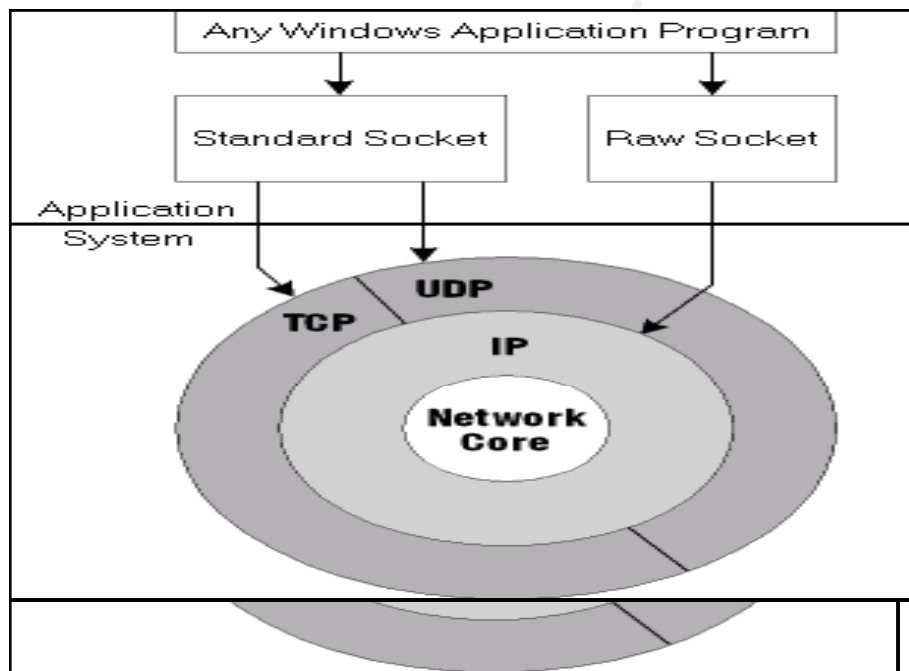 Any Windows Application Program
Standard Socket
Raw Socket
Application
System
UDP
TCP
IP
Network
Core